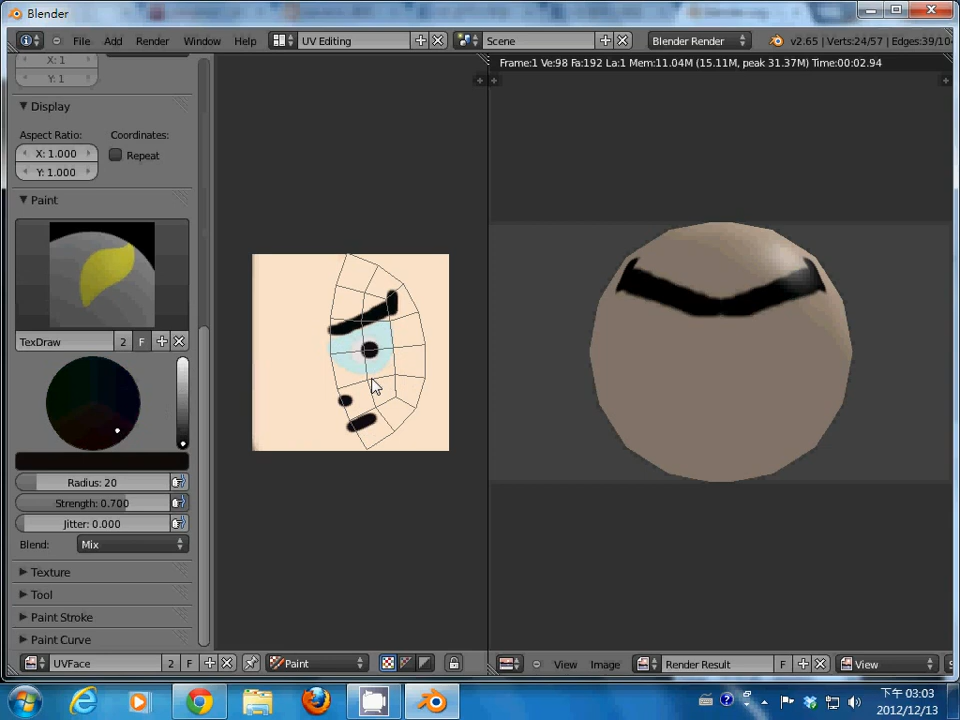 Blender
File Add Render Window Help UV Editing Scene Blender Render v2.65 | Verts:24/57 | Edges:39/10
Frame:1 Ve:98 Fa:192 La:1 Mem:11.04M (15.11M, peak 31.37M) Time:00:02.94
X: 1
Y: 1
Display
Aspect Ratio: Coordinates:
X: 1.000 Repeat
Y: 1.000
Paint
TexDraw 2 F
Radius: 20
Strength: 0.700
Jitter: 0.000
Blend: Mix
Texture
Tool
Paint Stroke
Paint Curve
UVFace 2 F Paint View Image Render Result F View
下午 03:03
2012/12/13